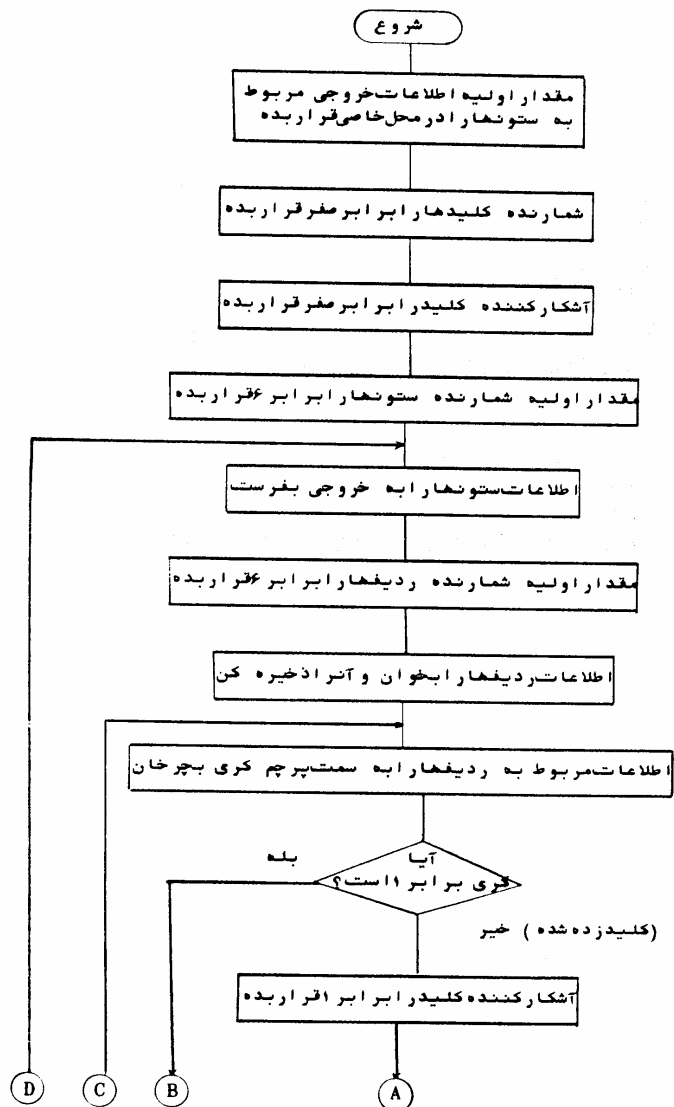 شروع
مقدار اولیه اطلاعات خروجی مربوط
به ستونها را در محل خاصی قرار بده
شمارنده کلیدها را برابر صفر قرار بده
آشکار کننده کلید را برابر صفر قرار بده
مقدار اولیه شمارنده ستونها را برابر ۶ قرار بده
اطلاعات ستونها را به خروجی بفرست
مقدار اولیه شمارنده ردیفها را برابر ۶ قرار بده
اطلاعات ردیفها را بخوان و آنرا ذخیره کن
اطلاعات مربوط به ردیفها را به سمت پرچم کری بچرخان
آیا
کری برابر ۱ است؟
بله
(کلید زده شده) خیر
آشکار کننده کلید را برابر ۱ قرار بده
D
C
B
A